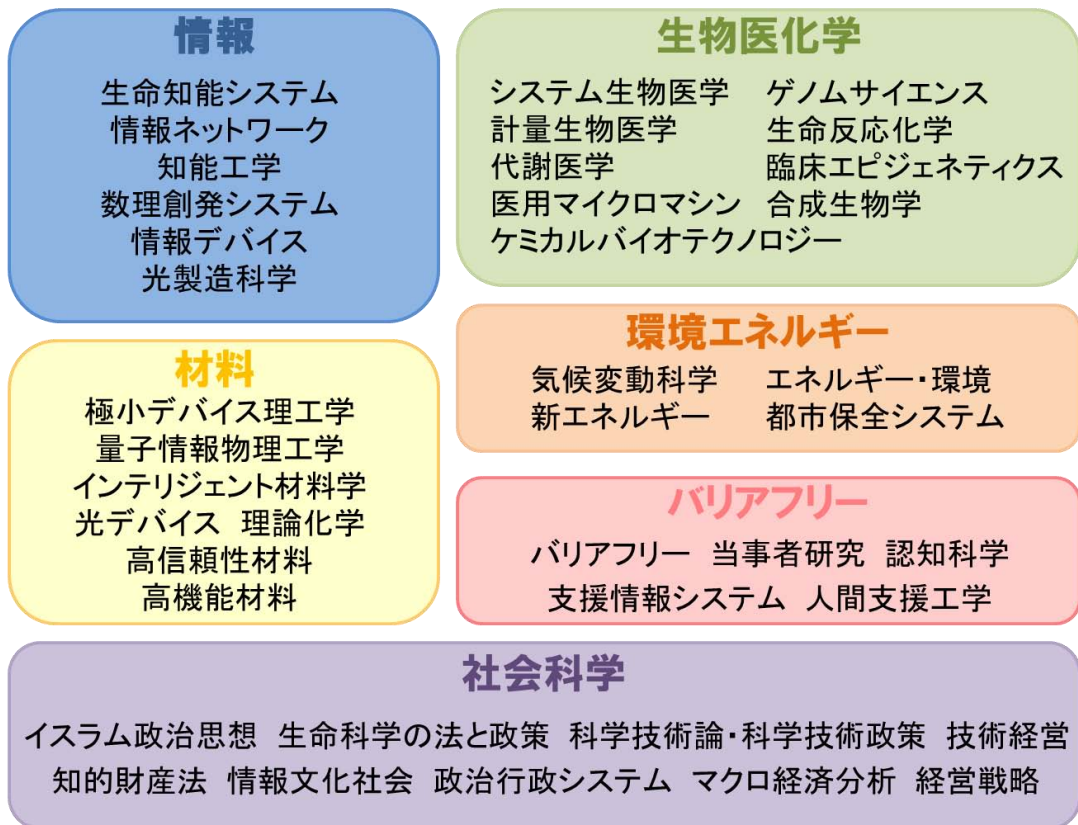 情報
生命知能システム
情報ネットワーク
知能工学
数理創発システム
情報デバイス
光製造科学
生物医化学
システム生物医学 ゲノムサイエンス
計量生物医学 生命反応化学
代謝医学 臨床エピジェネティクス
医用マイクロマシン 合成生物学
ケミカルバイオテクノロジー
材料
極小デバイス理工学
量子情報物理工学
インテリジェント材料学
光デバイス 理論化学
高信頼性材料
高機能材料
環境エネルギー
気候変動科学 エネルギー・環境
新エネルギー 都市保全システム
バリアフリー
バリアフリー 当事者研究 認知科学
支援情報システム 人間支援工学
社会科学
イスラム政治思想 生命科学の法と政策 科学技術論・科学技術政策 技術経営
知的財産法 情報文化社会 政治行政システム マクロ経済分析 経営戦略